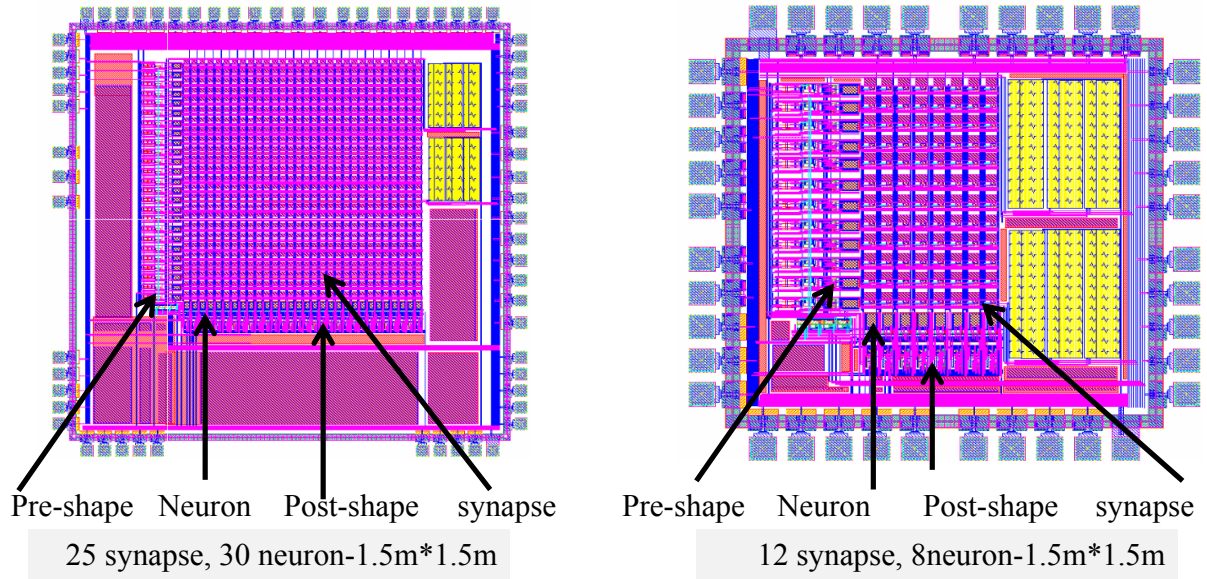 Pre-shape Neuron Post-shape synapse
25 synapse, 30 neuron-1.5m*1.5m
Pre-shape Neuron Post-shape synapse
12 synapse, 8neuron-1.5m*1.5m